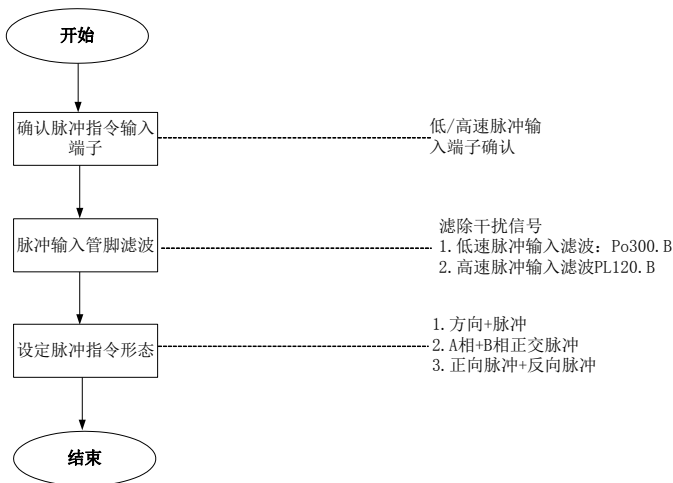 开始
确认脉冲指令输入
端子
低/高速脉冲输
入端子确认
脉冲输入管脚滤波
滤除干扰信号
1.低速脉冲输入滤波：Po300.B
2.高速脉冲输入滤波PL120.B
设定脉冲指令形态
1.方向+脉冲
2.A相+B相正交脉冲
3.正向脉冲+反向脉冲
结束